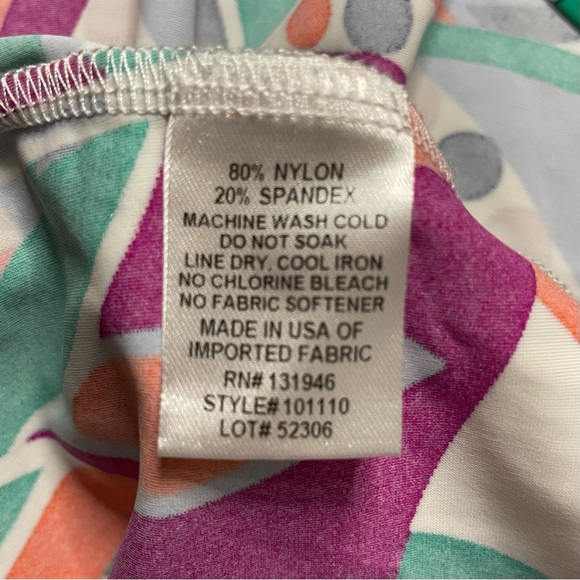 80% NYLON
20% SPANDEX
MACHINE WASH COLD
DO NOT SOAK
LINE DRY, COOL IRON
NO CHLORINE BLEACH
NO FABRIC SOFTENER
MADE IN USA OF
IMPORTED FABRIC
RN# 131946
STYLE#101110
LOT# 52306